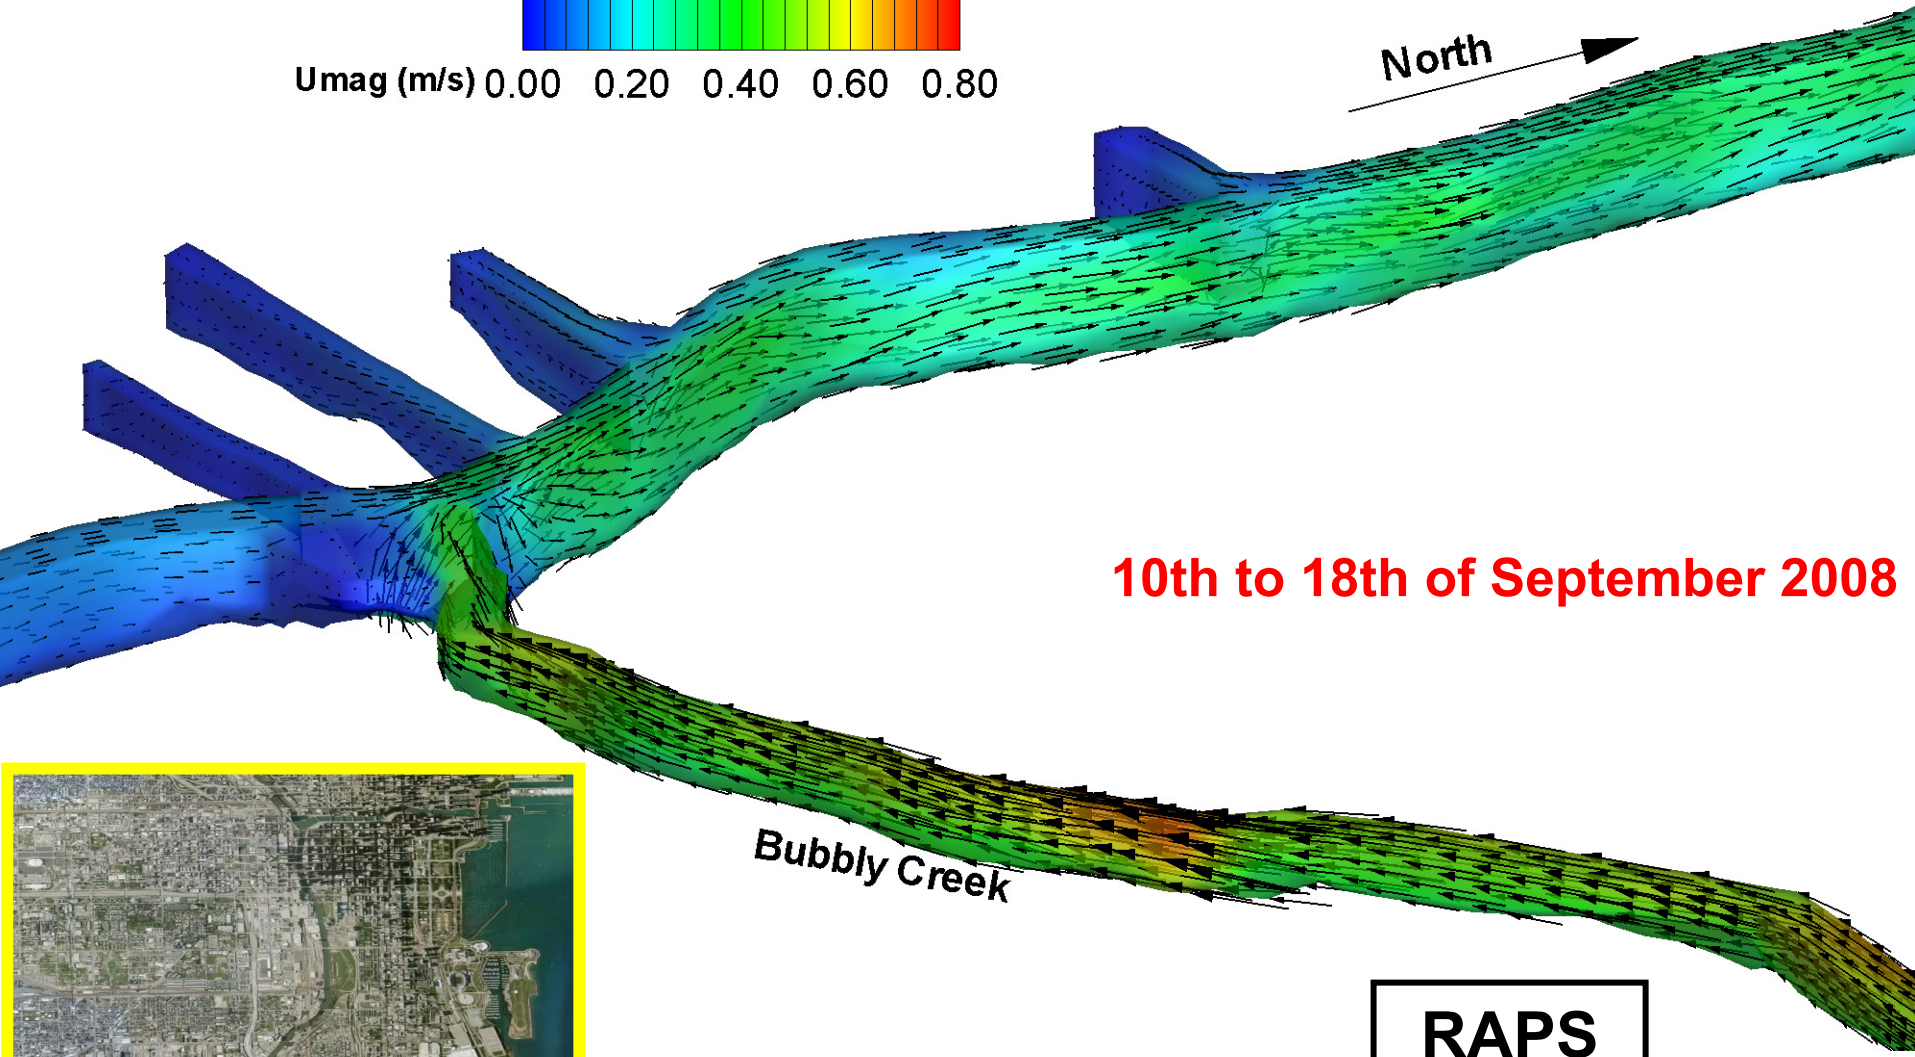 Umag (m/s) 0.00 0.20 0.40 0.60 0.80
North
10th to 18th of September 2008
Bubbly Creek
RAPS